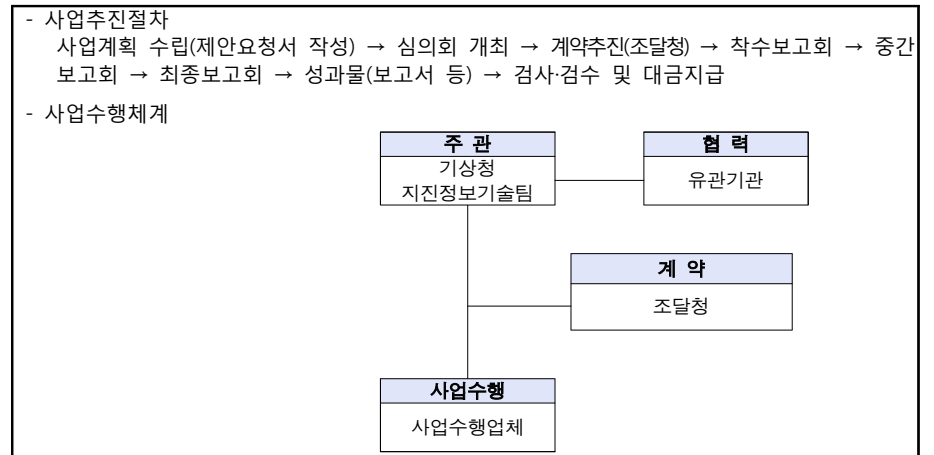 - 사업추진절차
사업계획 수립(제안요청서 작성) → 심의회 개최 → 계약추진(조달청) → 착수보고회 → 중간
보고회 → 최종보고회 → 성과물(보고서 등) → 검사·검수 및 대금지급
- 사업수행체계
주 관
협 력
기상청
지진정보기술팀
유관기관
계 약
조달청
사업수행
사업수행업체